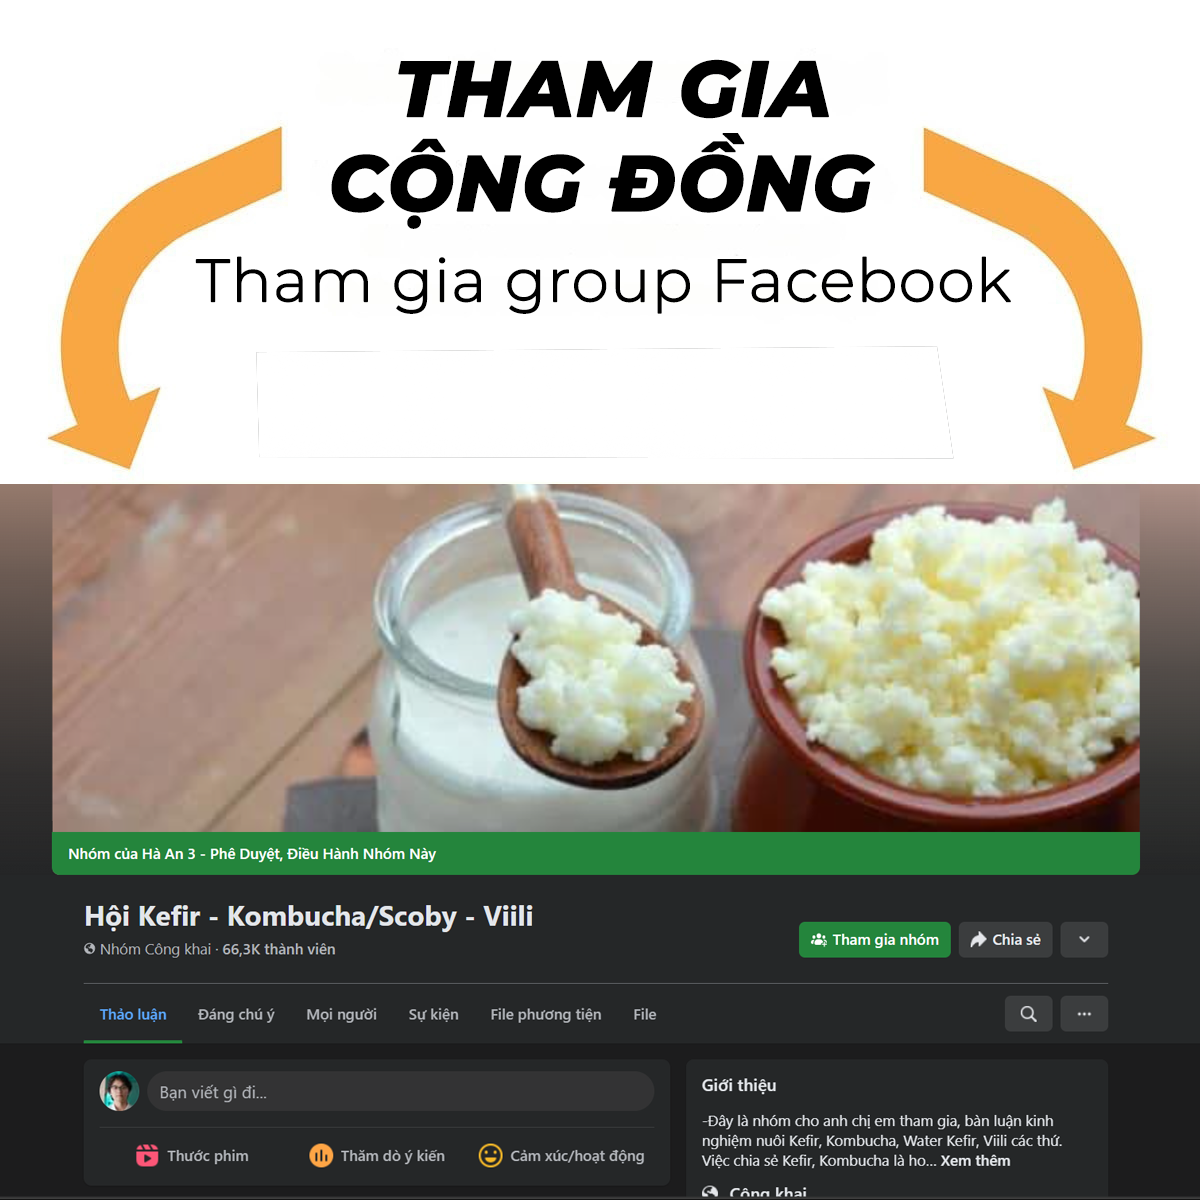 THAM GIA
CỘNG ĐỒNG
Tham gia group Facebook
Nhóm của Hà An 3 - Phê Duyệt, Điều Hành Nhóm Này
Hội Kefir - Kombucha/Scoby - Viili
Nhóm Công khai · 66,3K thành viên
Tham gia nhóm
Chia sẻ
Thảo luận
Đáng chú ý
Mọi người
Sự kiện
File phương tiện
File
Bạn viết gì đi...
Thước phim
Thăm dò ý kiến
Cảm xúc/hoạt động
Giới thiệu
-Đây là nhóm cho anh chị em tham gia, bàn luận kinh
nghiệm nuôi Kefir, Kombucha, Water Kefir, Viili các thứ.
Việc chia sẻ Kefir, Kombucha là ho... Xem thêm
Công khai